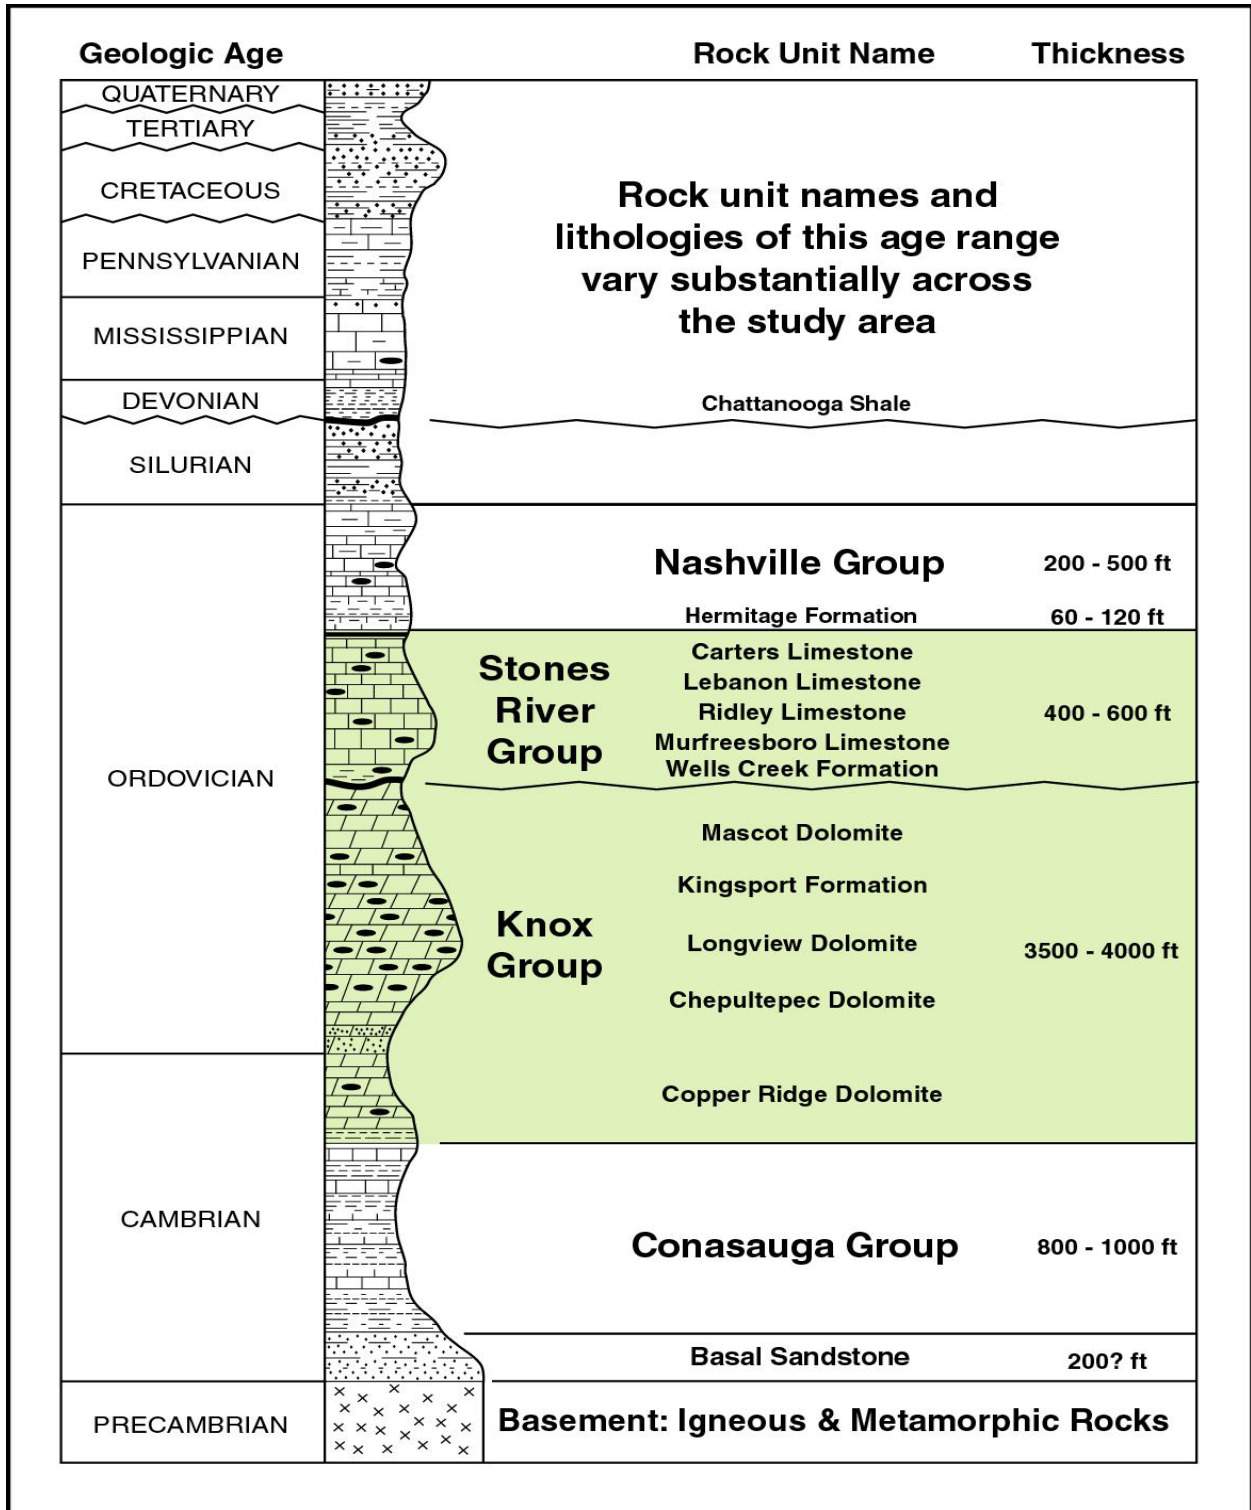 Geologic Age
Rock Unit Name
Thickness
QUATERNARY
TERTIARY
CRETACEOUS
PENNSYLVANIAN
MISSISSIPPIAN
DEVONIAN
SILURIAN
ORDOVICIAN
CAMBRIAN
PRECAMBRIAN
Rock unit names and
lithologies of this age range
vary substantially across
the study area
Chattanooga Shale
Nashville Group
200 - 500 ft
Hermitage Formation
60 - 120 ft
Stones
River
Group
Carters Limestone
Lebanon Limestone
Ridley Limestone
Murfreesboro Limestone
Wells Creek Formation
400 - 600 ft
Knox
Group
Mascot Dolomite
Kingsport Formation
Longview Dolomite
Chepultepec Dolomite
Copper Ridge Dolomite
3500 - 4000 ft
Conasauga Group
800 - 1000 ft
Basal Sandstone
200? ft
Basement: Igneous & Metamorphic Rocks